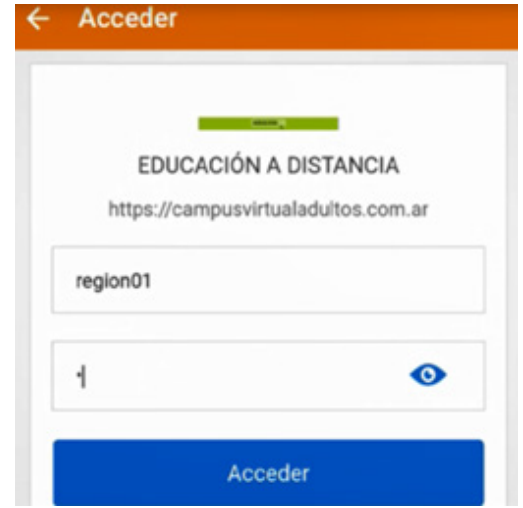 Acceder
EDUCACIÓN A DISTANCIA
https://campusvirtualadultos.com.ar
region01
Acceder